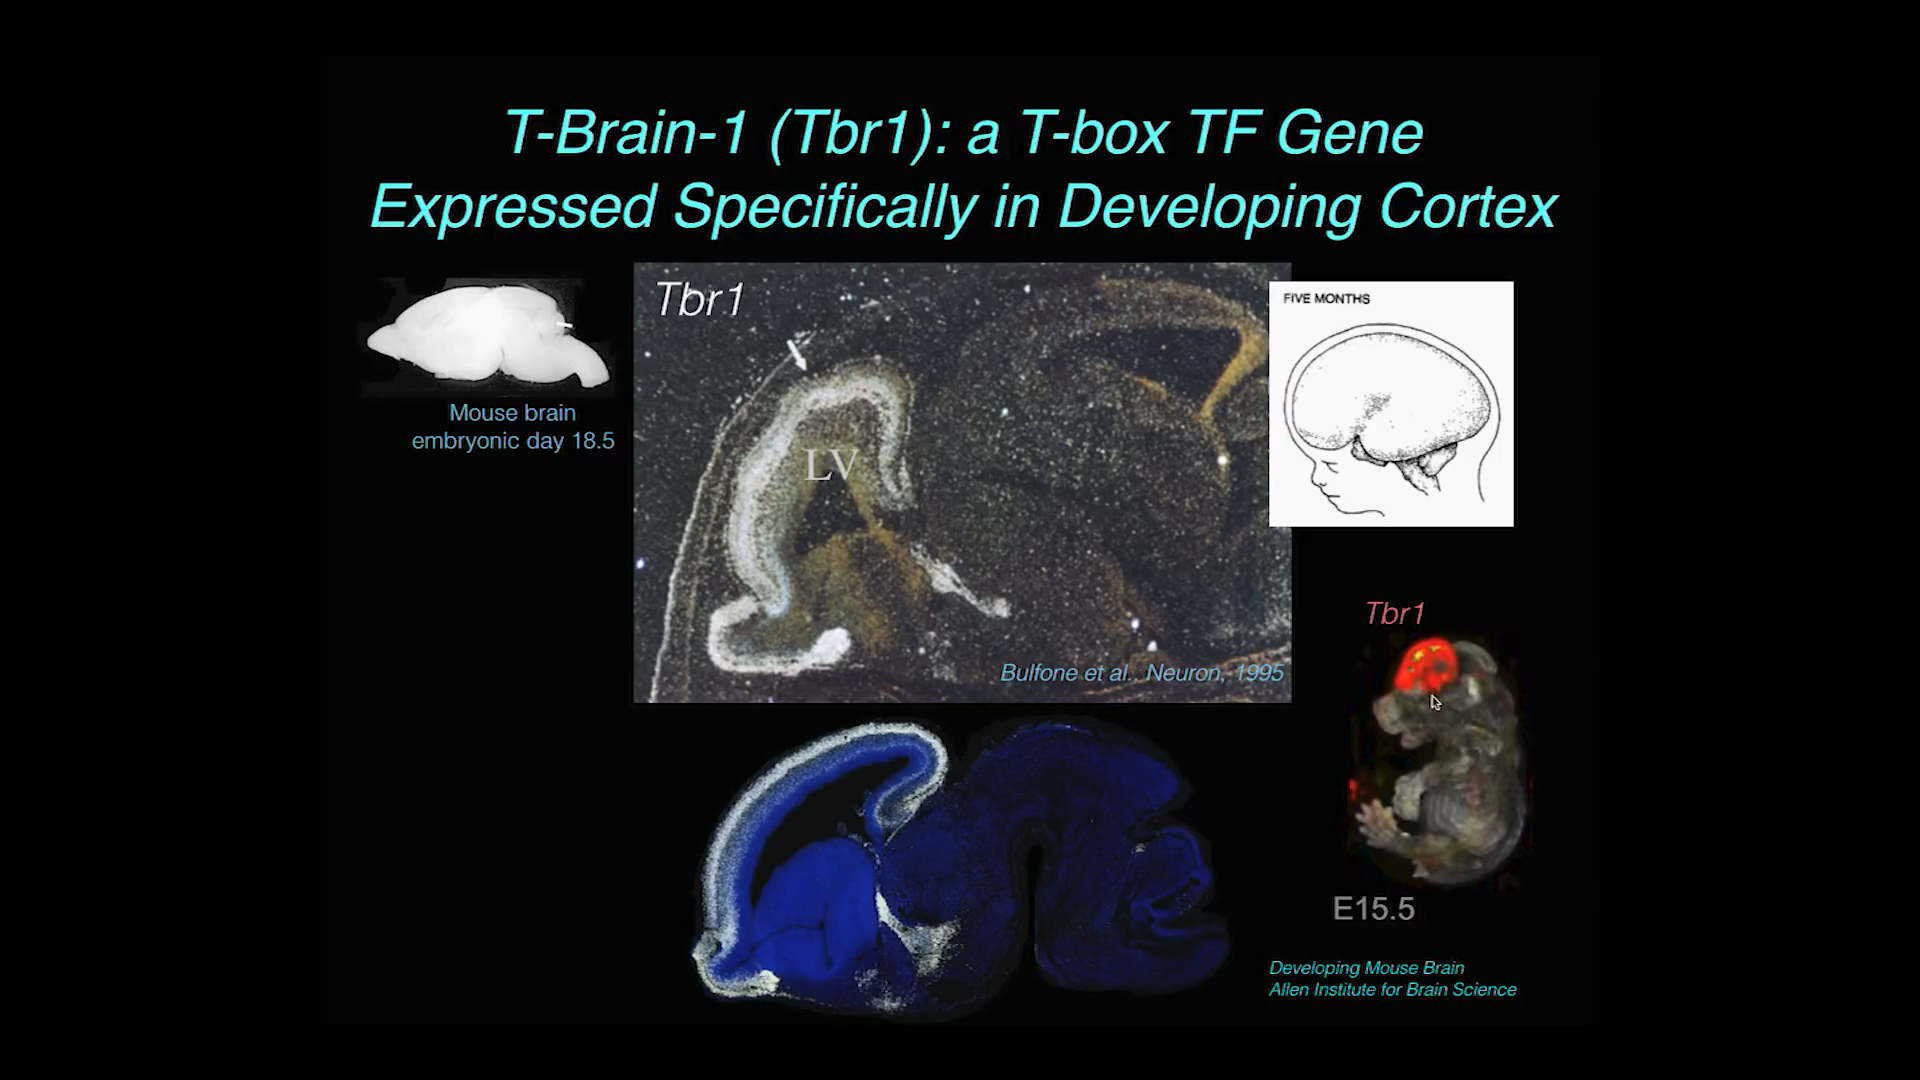 T-Brain-1 (Tbr1): a T-box TF Gene
Expressed Specifically in Developing Cortex
Tbr1
FIVE MONTHS
Mouse brain
embryonic day 18.5
LV
Bulfone et al., Neuron, 1995
Tbr1
E15.5
Developing Mouse Brain
Allen Institute for Brain Science